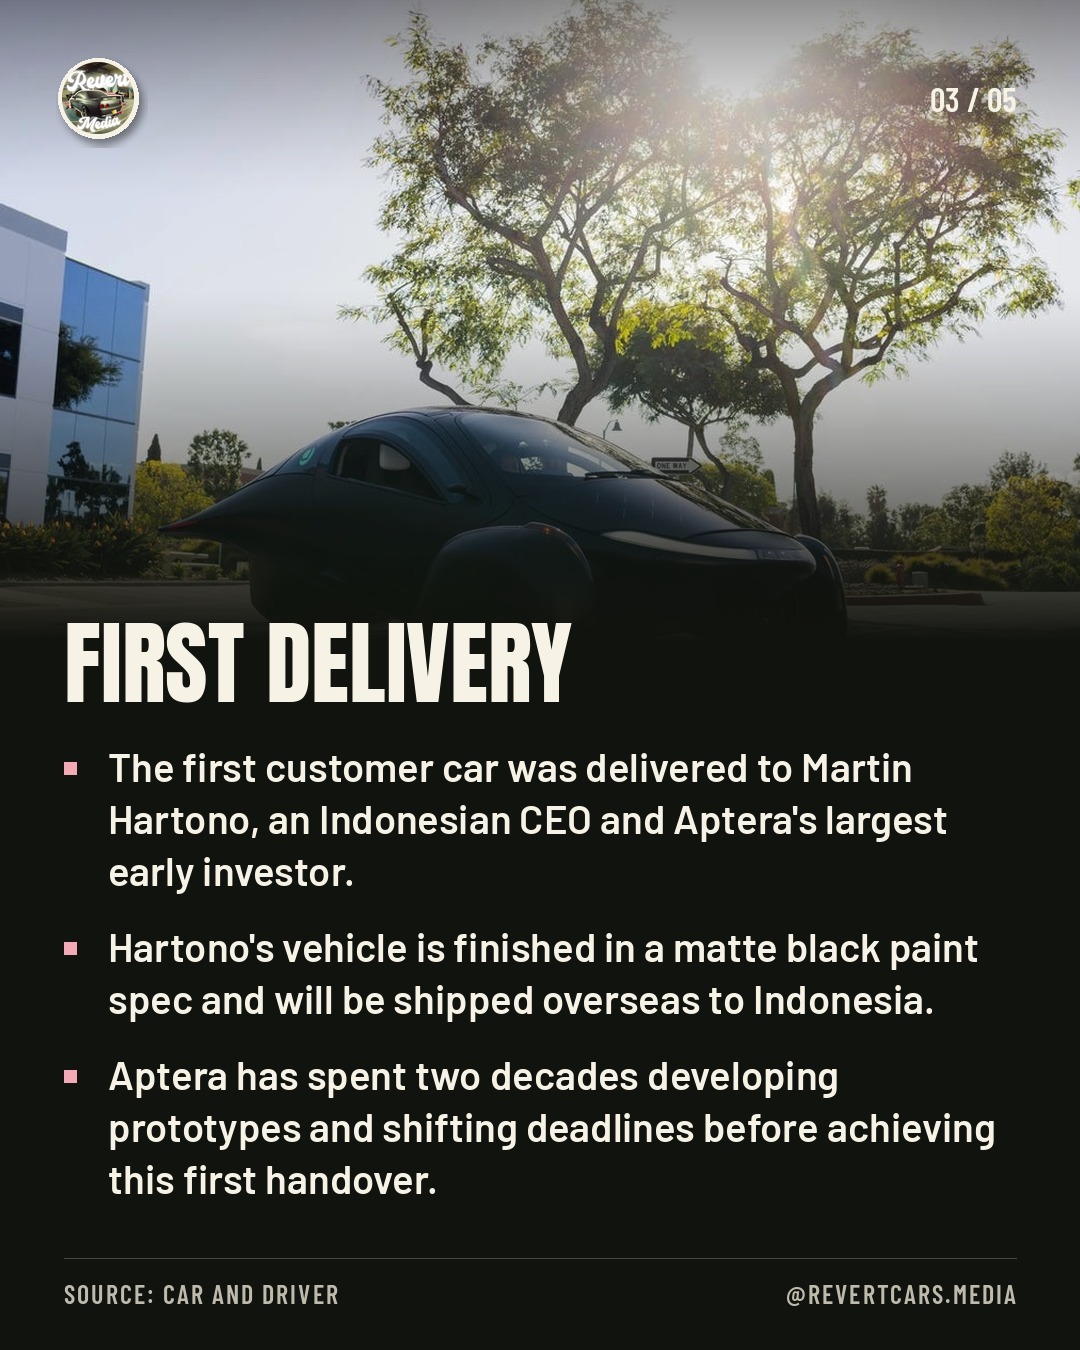 Revert
Media
03 / 05
ONE WAY
FIRST DELIVERY
The first customer car was delivered to Martin
Hartono, an Indonesian CEO and Aptera's largest
early investor.
Hartono's vehicle is finished in a matte black paint
spec and will be shipped overseas to Indonesia.
Aptera has spent two decades developing
prototypes and shifting deadlines before achieving
this first handover.
SOURCE: CAR AND DRIVER
@REVERTCARS.MEDIA